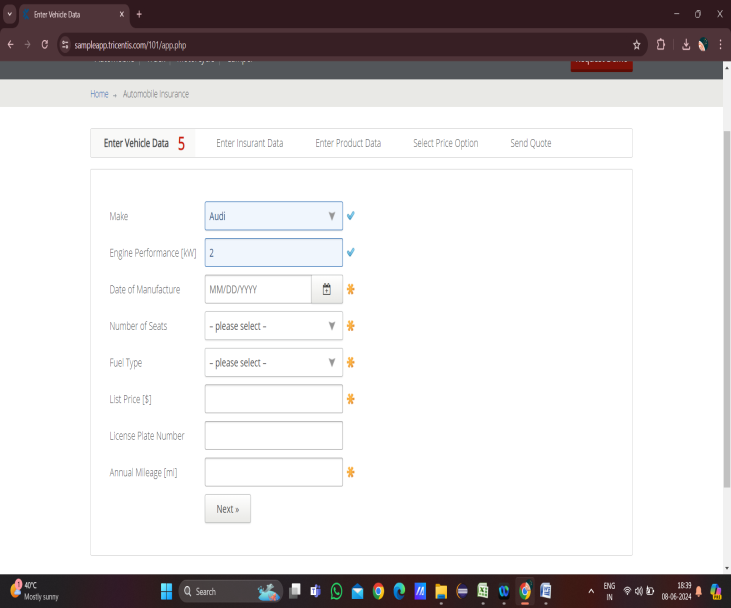 Enter Vehicle Data
sampleapp.tricentis.com/101/app.php
Home Automobile Insurance
Enter Vehicle Data 5 Enter Insurant Data Enter Product Data Select Price Option Send Quote
Make Audi
Engine Performance [kW] 2
Date of Manufacture MM/DD/YYYY
Number of Seats – please select –
Fuel Type – please select –
List Price [$]
License Plate Number
Annual Mileage [mi]
Next »
40°C
Mostly sunny
Search
ENG
IN
18:39
08-06-2024